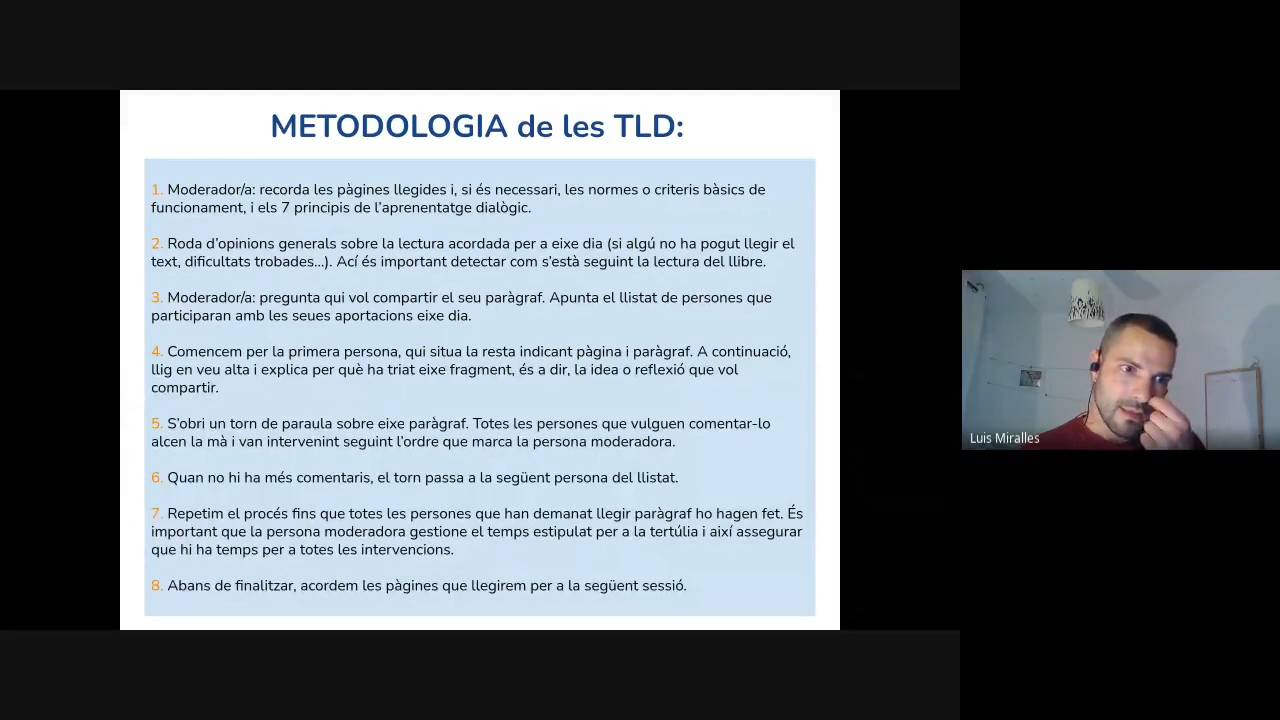 METODOLOGIA de les TLD:
1. Moderador/a: recorda les pàgines llegides i, si és necessari, les normes o criteris bàsics de
funcionament, i els 7 principis de l'aprenentatge dialògic.
2. Roda d'opinions generals sobre la lectura acordada per a eixe dia (si algú no ha pogut llegir el
text, dificultats trobades...). Ací és important detectar com s'està seguint la lectura del llibre.
3. Moderador/a: pregunta qui vol compartir el seu paràgraf. Apunta el llistat de persones que
participaran amb les seues aportacions eixe dia.
4. Comencem per la primera persona, qui situa la resta indicant pàgina i paràgraf. A continuació,
llig en veu alta i explica per què ha triat eixe fragment, és a dir, la idea o reflexió que vol
compartir.
5. S'obri un torn de paraula sobre eixe paràgraf. Totes les persones que vulguen comentar-lo
alcen la mà i van intervenint seguint l'ordre que marca la persona moderadora.
6. Quan no hi ha més comentaris, el torn passa a la següent persona del llistat.
7. Repetim el procés fins que totes les persones que han demanat llegir paràgraf ho hagen fet. És
important que la persona moderadora gestione el temps estipulat per a la tertúlia i així assegurar
que hi ha temps per a totes les intervencions.
8. Abans de finalitzar, acordem les pàgines que llegirem per a la següent sessió.
Luis Miralles